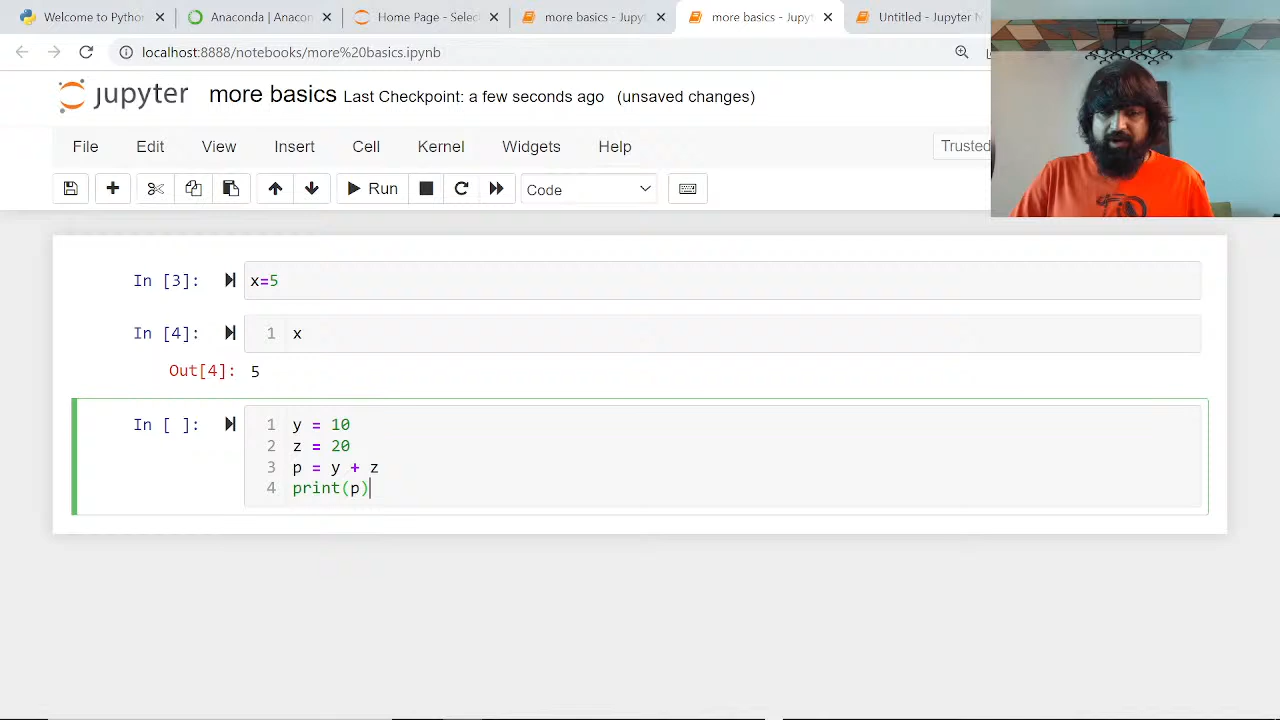 Welcome to Pytho
Anaconda | Individ
Home Page - Selec
more basics - Jupyt
more basics - Jupyt
Untitled - Jupyter N
localhost:8888/notebooks/more%20basics.ipynb
jupyter more basics Last Checkpoint: a few seconds ago (unsaved changes)
File Edit View Insert Cell Kernel Widgets Help Trusted
Run Code
In [3]: x=5
In [4]: 1 x
Out[4]: 5
In [ ]: 1 y = 10
2 z = 20
3 p = y + z
4 print(p)